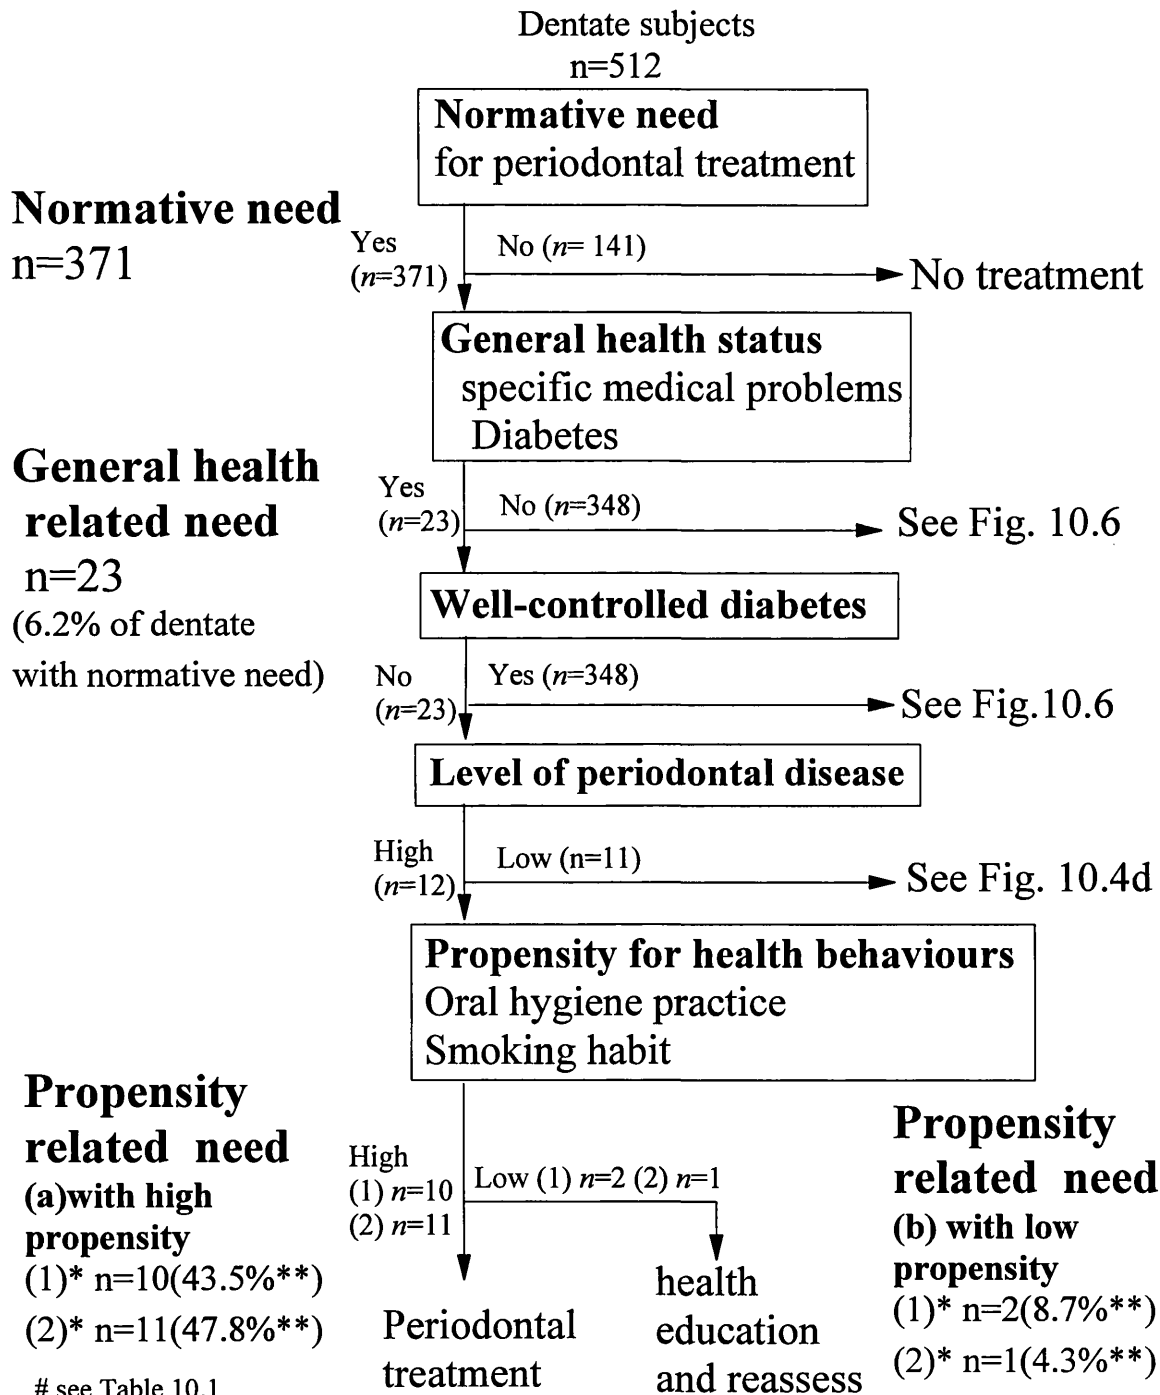 Dentate subjects
n=512
Normative need
for periodontal treatment
Normative need
n=371
Yes
(n=371)
No (n= 141)
No treatment
General health status
specific medical problems
Diabetes
General health
related need
n=23
(6.2% of dentate
with normative need)
Yes
(n=23)
No (n=348)
See Fig. 10.6
Well-controlled diabetes
No
(n=23)
Yes (n=348)
See Fig.10.6
Level of periodontal disease
High
(n=12)
Low (n=11)
See Fig. 10.4d
Propensity for health behaviours
Oral hygiene practice
Smoking habit
Propensity
related need
(a)with high
propensity
(1)* n=10(43.5%**)
(2)* n=11(47.8%**)
High
(1) n=10
(2) n=11
Low (1) n=2 (2) n=1
Propensity
related need
(b) with low
propensity
(1)* n=2(8.7%**)
(2)* n=1(4.3%**)
Periodontal
treatment
health
education
and reassess
# see Table 10.1